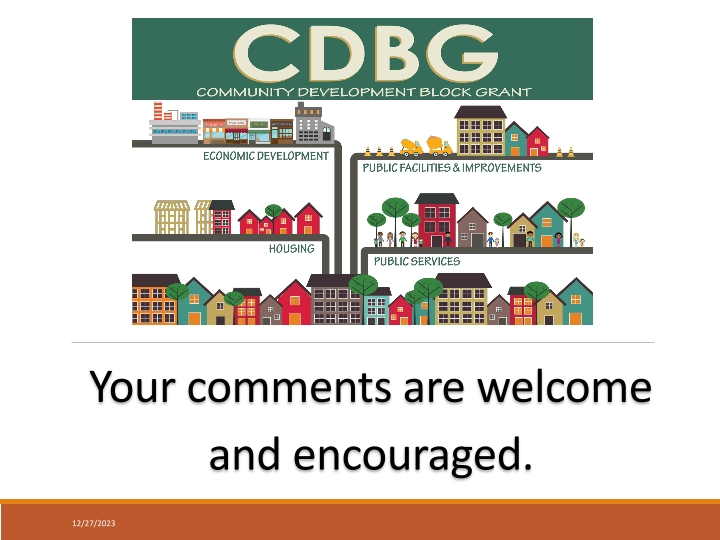 CDBG
COMMUNITY DEVELOPMENT BLOCK GRANT
ECONOMIC DEVELOPMENT
PUBLIC FACILITIES & IMPROVEMENTS
HOUSING
PUBLIC SERVICES
Your comments are welcome
and encouraged.
12/27/2023